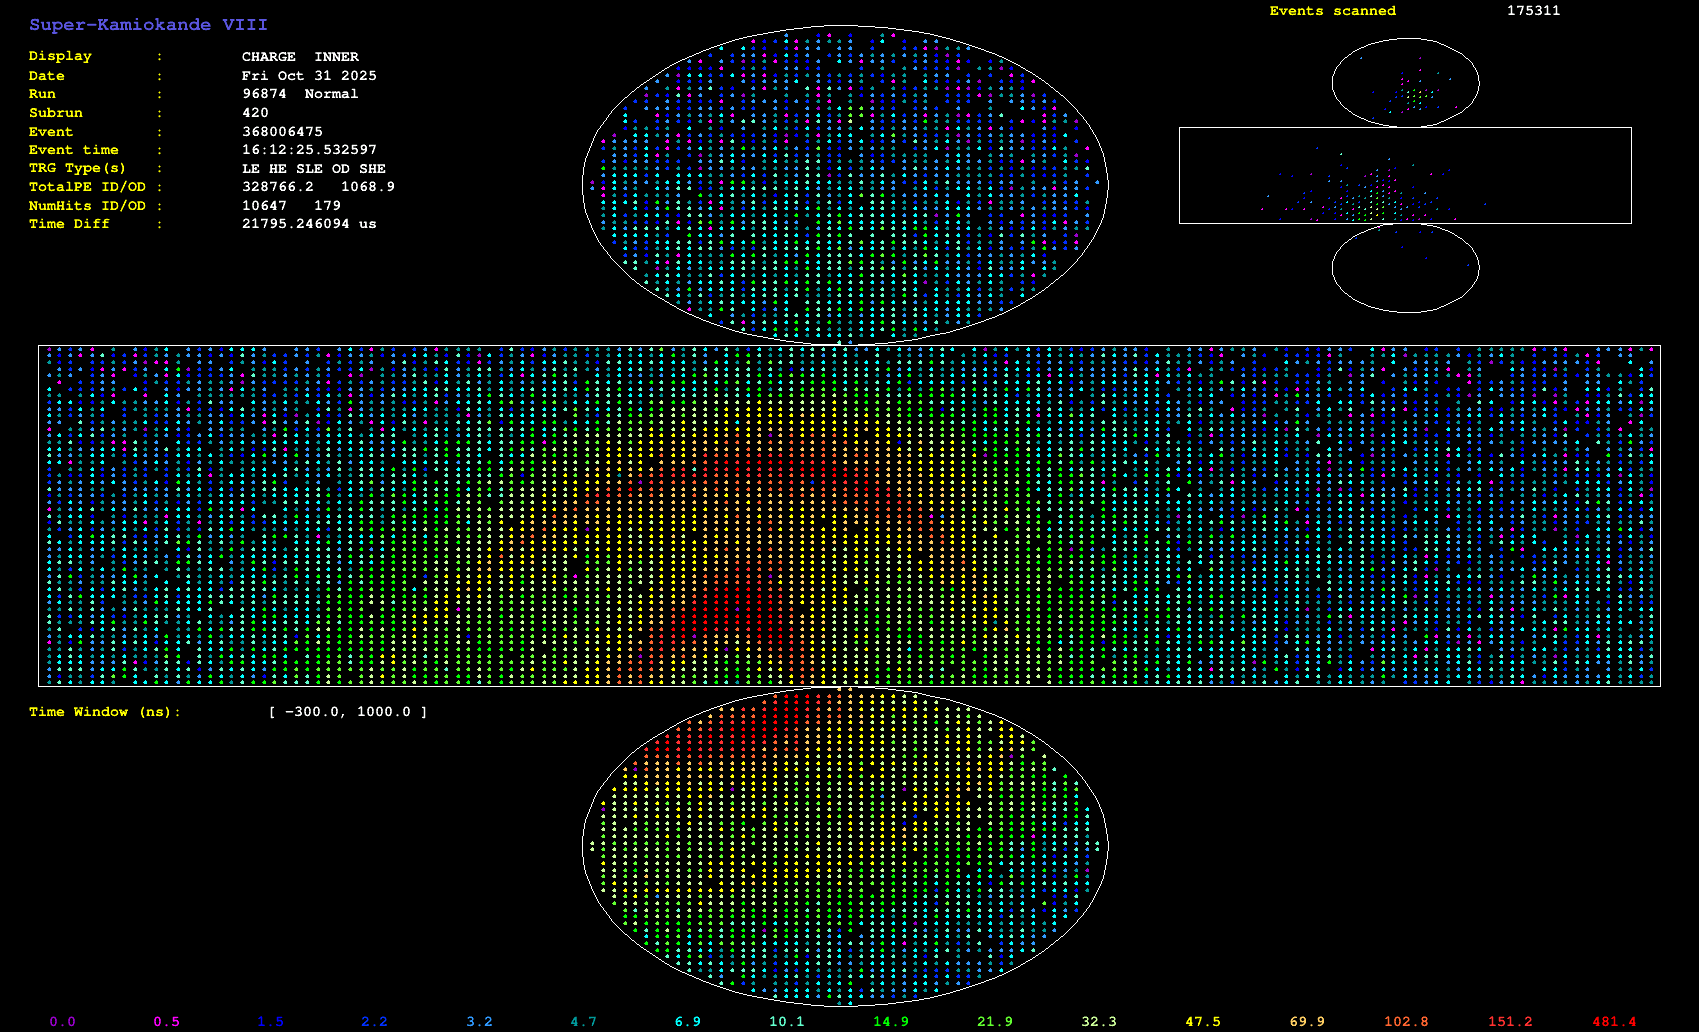 Super-Kamiokande VIII
Events scanned 175311
Display : CHARGE INNER
Date : Fri Oct 31 2025
Run : 96874 Normal
Subrun : 420
Event : 368006475
Event time : 16:12:25.532597
TRG Type(s) : LE HE SLE OD SHE
TotalPE ID/OD : 328766.2 1068.9
NumHits ID/OD : 10647 179
Time Diff : 21795.246094 us
Time Window (ns): [ -300.0, 1000.0 ]
0.0 0.5 1.5 2.2 3.2 4.7 6.9 10.1 14.9 21.9 32.3 47.5 69.9 102.8 151.2 481.4